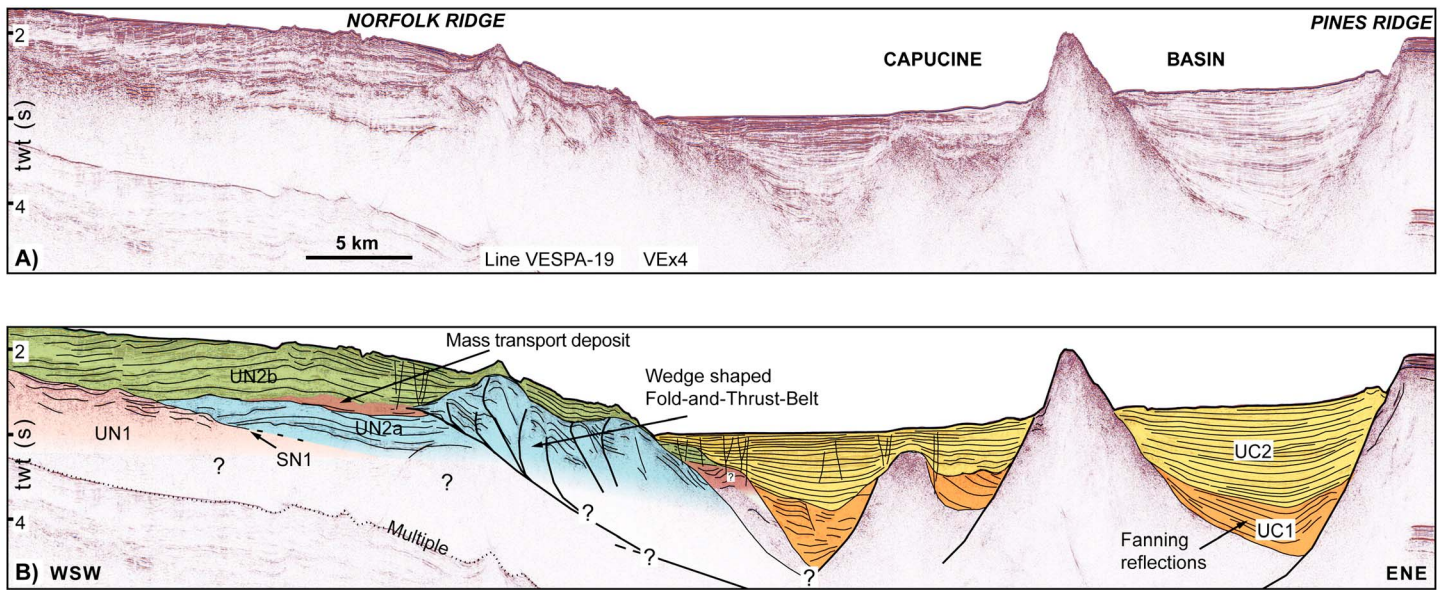 NORFOLK RIDGE
PINES RIDGE
2
CAPUCINE BASIN
twt (s)
4
5 km
A)
Line VESPA-19 VEx4
2
Mass transport deposit
UN2b
Wedge shaped
Fold-and-Thrust-Belt
UN1
UN2a
SN1
twt (s)
?
?
?
UC2
4
?
Multiple
?
UC1
Fanning
reflections
?
B) WSW
ENE